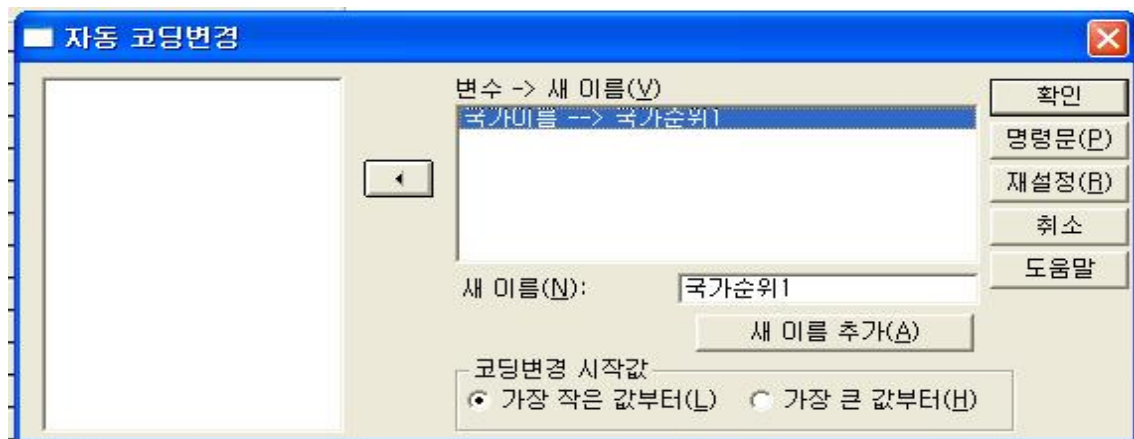 자동 코딩변경
변수 -> 새 이름(V)
국가이름 --> 국가순위1
확인
명령문(P)
재설정(R)
취소
도움말
새 이름(N):
국가순위1
새 이름 추가(A)
코딩변경 시작값
가장 작은 값부터(L) 가장 큰 값부터(H)